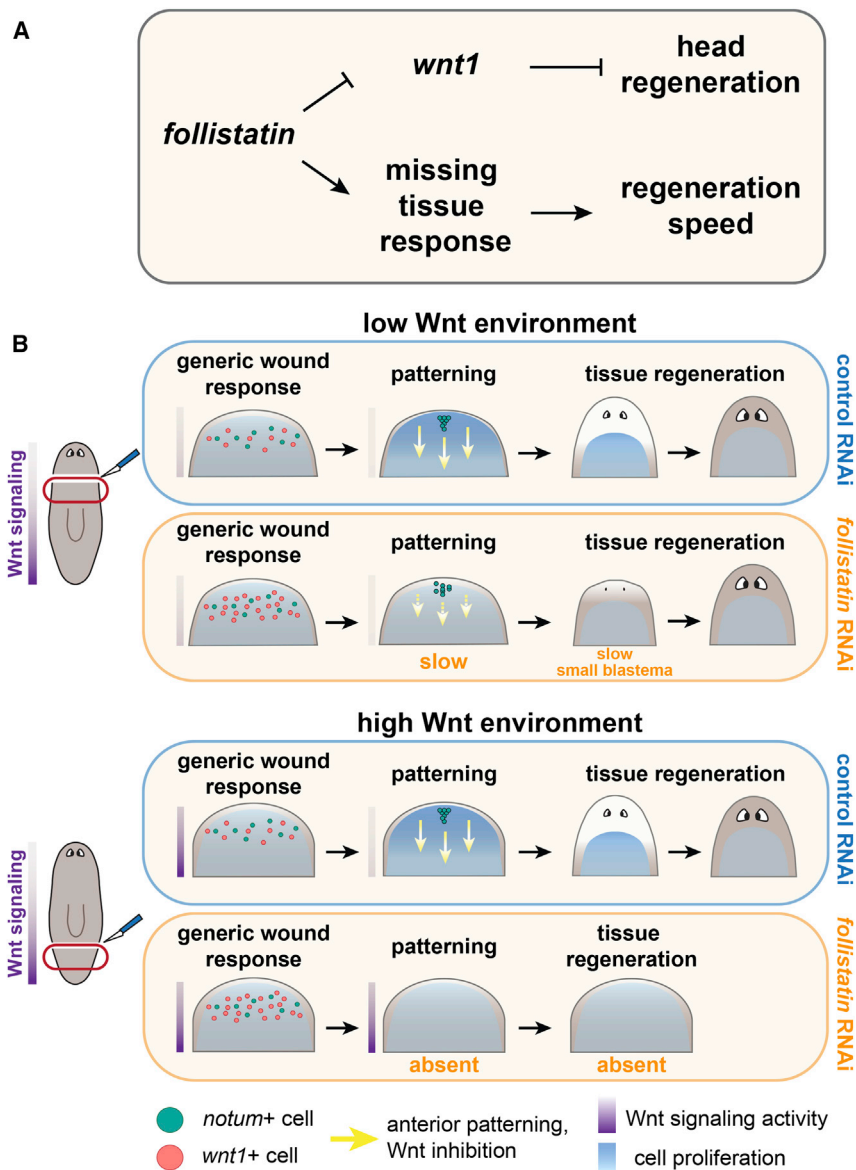 A
follistatin
wnt1
head
regeneration
missing
tissue
response
regeneration
speed
B
low Wnt environment
Wnt signaling
generic wound
response
patterning
tissue regeneration
control RNAi
generic wound
response
patterning
tissue regeneration
slow
slow
small blastema
follistatin RNAi
high Wnt environment
Wnt signaling
generic wound
response
patterning
tissue regeneration
control RNAi
generic wound
response
patterning
tissue
regeneration
absent
absent
follistatin RNAi
notum+ cell
wnt1+ cell
anterior patterning,
Wnt inhibition
Wnt signaling activity
cell proliferation